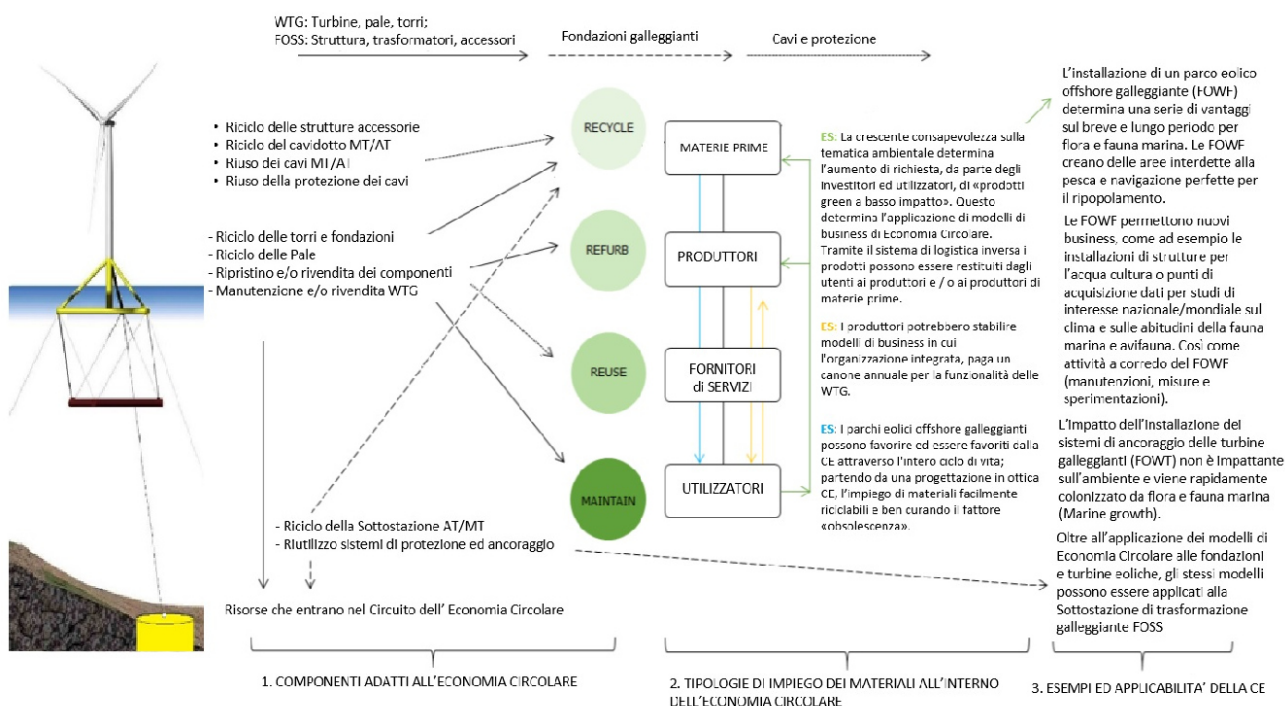 WTG: Turbine, pale, torri;
FOSS: Struttura, trasformatori, accessori
Fondazioni galleggianti
Cavi e protezione
• Riciclo delle strutture accessorie
• Riciclo del cavidotto MT/AT
• Riuso dei cavi MT/AT
• Riuso della protezione dei cavi
- Riciclo delle torri e fondazioni
- Riciclo delle Pale
- Ripristino e/o rivendita dei componenti
- Manutenzione e/o rivendita WTG
- Riciclo della Sottostazione AT/MT
- Riutilizzo sistemi di protezione ed ancoraggio
Risorse che entrano nel Circuito dell' Economia Circolare
1. COMPONENTI ADATTI ALL'ECONOMIA CIRCOLARE
RECYCLE
REFURB
REUSE
MAINTAIN
MATERIE PRIME
PRODUTTORI
FORNITORI
di SERVIZI
UTILIZZATORI
ES: La crescente consapevolezza sulla
tematica ambientale determina
l'aumento di richiesta, da parte degli
investitori ed utilizzatori, di «prodotti
green a basso impatto». Questo
determina l'applicazione di modelli di
business di Economia Circolare.
Tramite il sistema di logistica inversa i
prodotti possono essere restituiti dagli
utenti ai produttori e / o ai produttori di
materie prime.
ES: I produttori potrebbero stabilire
modelli di business in cui
l'organizzazione integrata, paga un
canone annuale per la funzionalità delle
WTG.
ES: I parchi eolici offshore galleggianti
possono favorire ed essere favoriti dalla
CE attraverso l'intero ciclo di vita;
partendo da una progettazione in ottica
CE, l'impiego di materiali facilmente
riciclabili e ben curando il fattore
«obsolescenza».
2. TIPOLOGIE DI IMPIEGO DEI MATERIALI ALL'INTERNO
DELL'ECONOMIA CIRCOLARE
L'installazione di un parco eolico
offshore galleggiante (FOWF)
determina una serie di vantaggi
sul breve e lungo periodo per
flora e fauna marina. Le FOWF
creano delle aree interdette alla
pesca e navigazione perfette per
il ripopolamento.
Le FOWF permettono nuovi
business, come ad esempio le
installazioni di strutture per
l'acqua cultura o punti di
acquisizione dati per studi di
interesse nazionale/mondiale sul
clima e sulle abitudini della fauna
marina e avifauna. Così come
attività a corredo del FOWF
(manutenzioni, misure e
sperimentazioni).
L'impatto dell'installazione dei
sistemi di ancoraggio delle turbine
galleggianti (FOWT) non è impattante
sull'ambiente e viene rapidamente
colonizzato da flora e fauna marina
(Marine growth).
Oltre all'applicazione dei modelli di
Economia Circolare alle fondazioni
e turbine eoliche, gli stessi modelli
possono essere applicati alla
Sottostazione di trasformazione
galleggiante FOSS
3. ESEMPI ED APPLICABILITA' DELLA CE